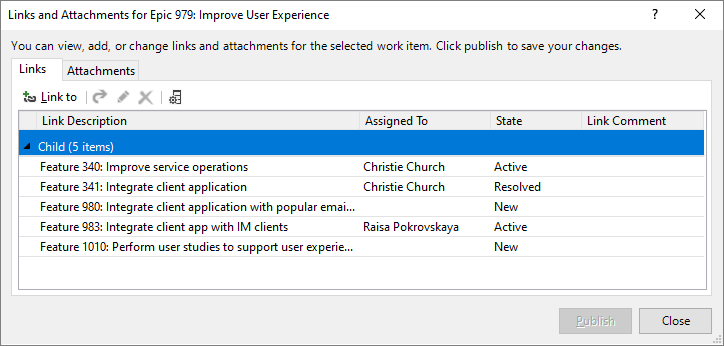 Links and Attachments for Epic 979: Improve User Experience ?
You can view, add, or change links and attachments for the selected work item. Click publish to save your changes.
Links Attachments
Link to
Link Description Assigned To State Link Comment
Child (5 items)
Feature 340: Improve service operations Christie Church Active
Feature 341: Integrate client application Christie Church Resolved
Feature 980: Integrate client application with popular emai... New
Feature 983: Integrate client app with IM clients Raisa Pokrovskaya Active
Feature 1010: Perform user studies to support user experie... New
Publish Close